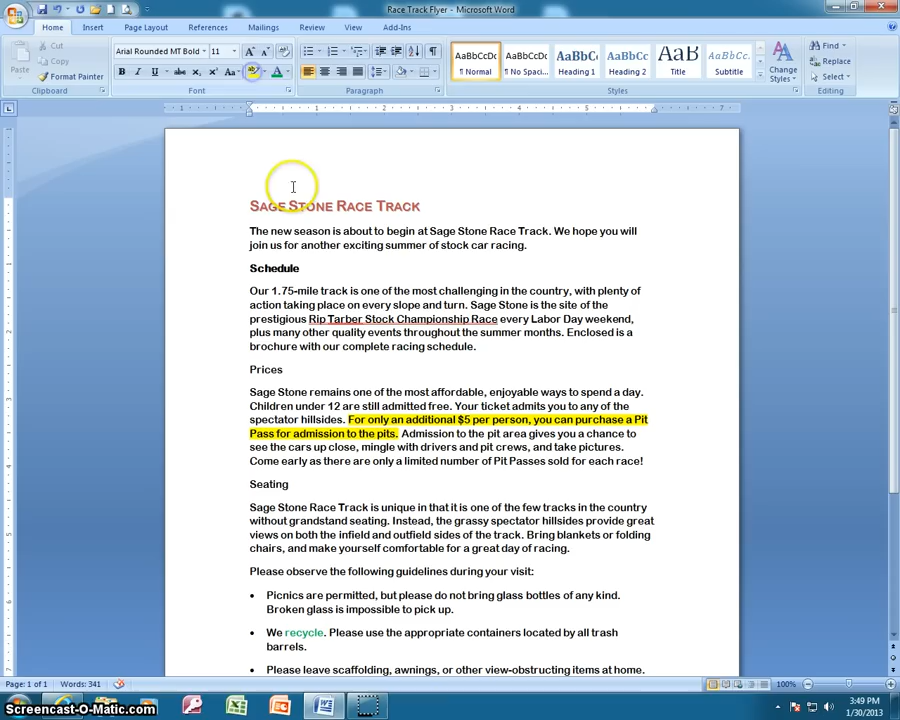 Race Track Flyer - Microsoft Word
Home Insert Page Layout References Mailings Review View Add-Ins
Paste
Cut
Copy
Format Painter
Clipboard
Arial Rounded MT Bold 11
Font
Paragraph
AaBbCcDc AaBbCcDc AaBbCc AaBbCc AaB AaBbCc.
¶ Normal ¶ No Spaci... Heading 1 Heading 2 Title Subtitle
Change Styles
Styles
Find
Replace
Select
Editing
Sage Stone Race Track
The new season is about to begin at Sage Stone Race Track. We hope you will
join us for another exciting summer of stock car racing.
Schedule
Our 1.75-mile track is one of the most challenging in the country, with plenty of
action taking place on every slope and turn. Sage Stone is the site of the
prestigious Rip Tarber Stock Championship Race every Labor Day weekend,
plus many other quality events throughout the summer months. Enclosed is a
brochure with our complete racing schedule.
Prices
Sage Stone remains one of the most affordable, enjoyable ways to spend a day.
Children under 12 are still admitted free. Your ticket admits you to any of the
spectator hillsides. For only an additional $5 per person, you can purchase a Pit
Pass for admission to the pits. Admission to the pit area gives you a chance to
see the cars up close, mingle with drivers and pit crews, and take pictures.
Come early as there are only a limited number of Pit Passes sold for each race!
Seating
Sage Stone Race Track is unique in that it is one of the few tracks in the country
without grandstand seating. Instead, the grassy spectator hillsides provide great
views on both the infield and outfield sides of the track. Bring blankets or folding
chairs, and make yourself comfortable for a great day of racing.
Please observe the following guidelines during your visit:
• Picnics are permitted, but please do not bring glass bottles of any kind.
Broken glass is impossible to pick up.
• We recycle. Please use the appropriate containers located by all trash
barrels.
• Please leave scaffolding, awnings, or other view-obstructing items at home.
Page: 1 of 1 Words: 341
100%
Screencast-O-Matic.com
3:49 PM
1/30/2013